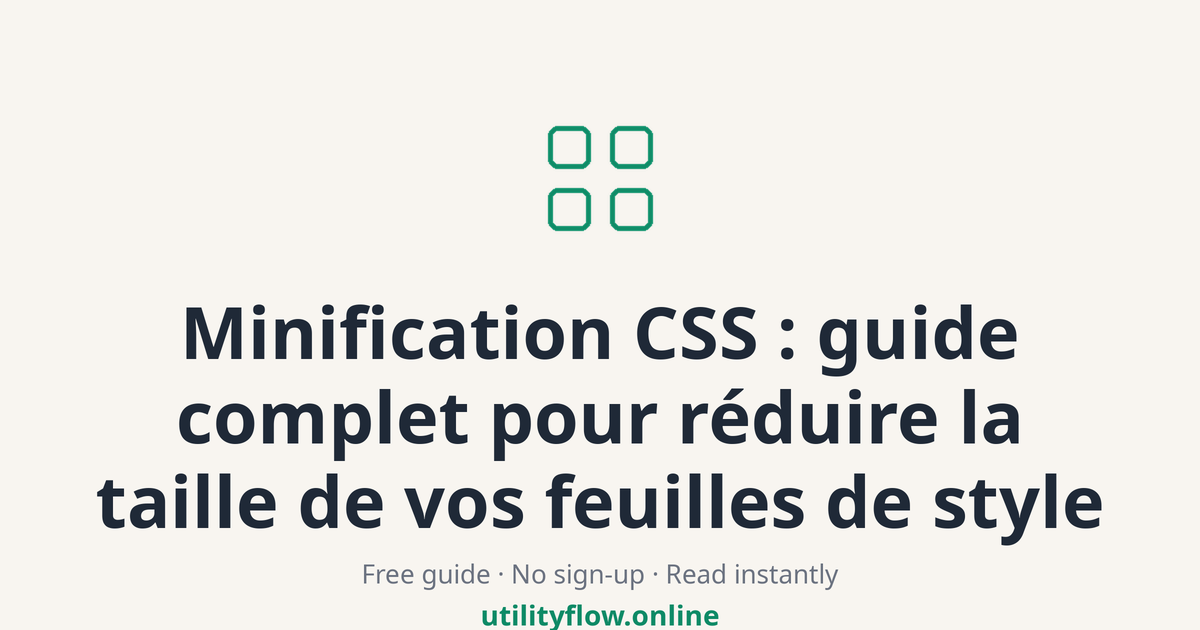 Minification CSS : guide
complet pour réduire la
taille de vos feuilles de style
Free guide · No sign-up · Read instantly
utilityflow.online